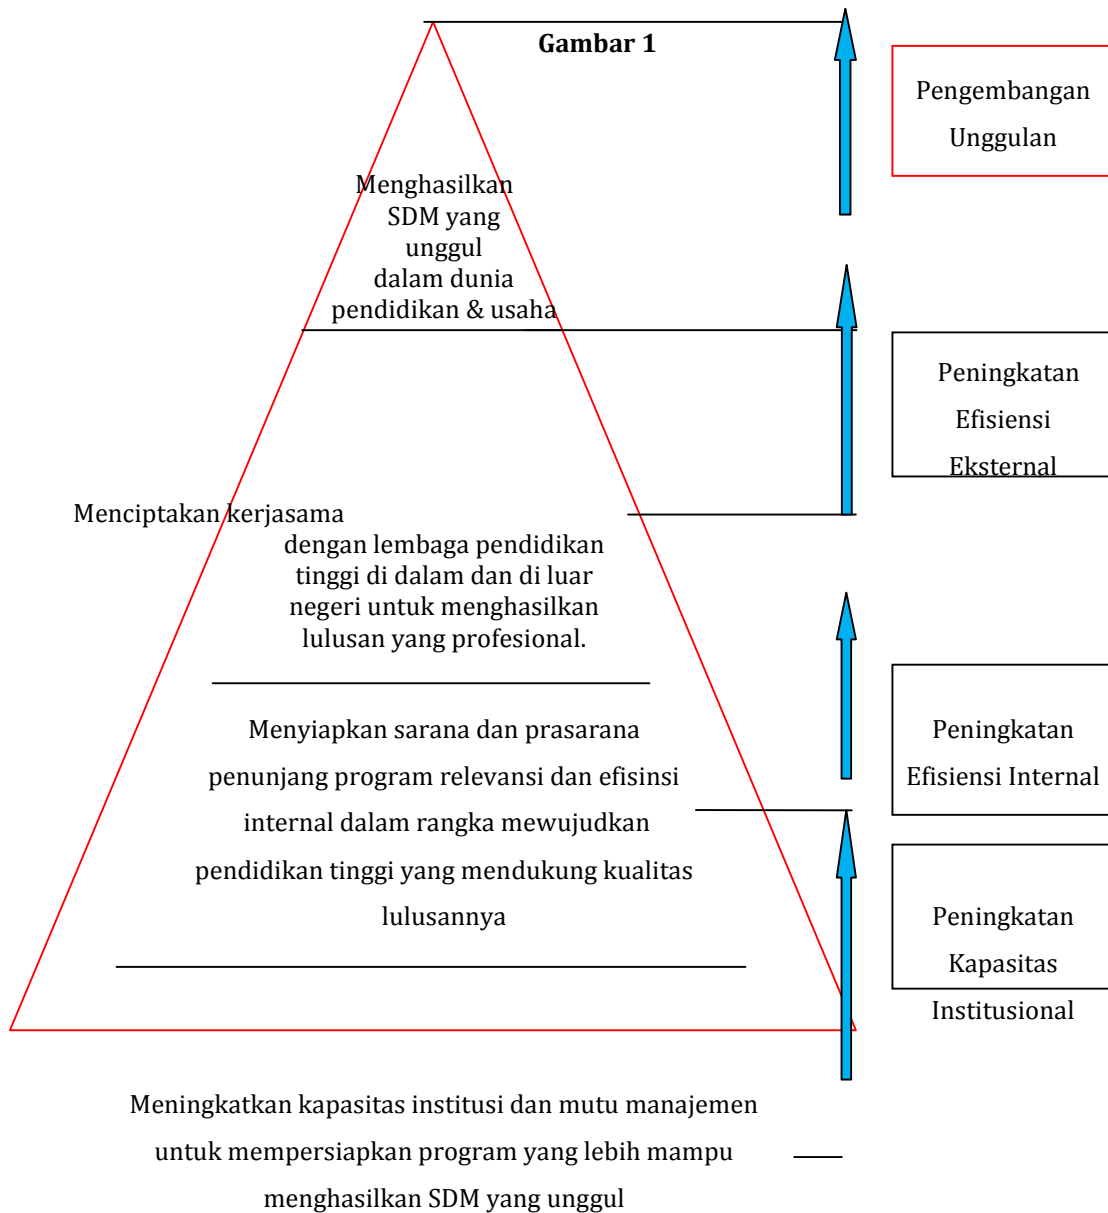 Gambar 1
Pengembangan
Unggulan
Menghasilkan
SDM yang
unggul
dalam dunia
pendidikan & usaha
Peningkatan
Efisiensi
Eksternal
Menciptakan kerjasama
dengan lembaga pendidikan
tinggi di dalam dan di luar
negeri untuk menghasilkan
lulusan yang profesional.
Menyiapkan sarana dan prasarana
penunjang program relevansi dan efisinsi
internal dalam rangka mewujudkan
pendidikan tinggi yang mendukung kualitas
lulusannya
Peningkatan
Efisiensi Internal
Peningkatan
Kapasitas
Institusional
Meningkatkan kapasitas institusi dan mutu manajemen
untuk mempersiapkan program yang lebih mampu
menghasilkan SDM yang unggul